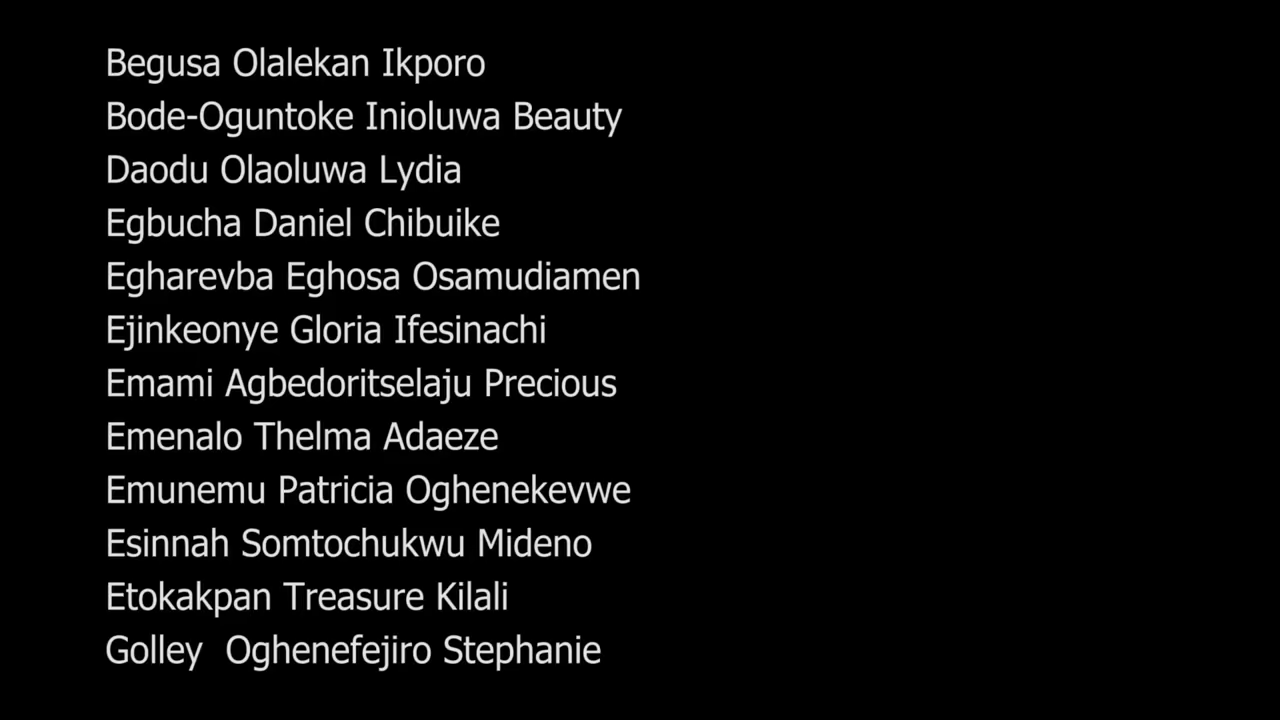 Begusa Olalekan Ikporo
Bode-Oguntoke Inioluwa Beauty
Daodu Olaoluwa Lydia
Egbucha Daniel Chibuike
Egharevba Eghosa Osamudiamen
Ejinkeonye Gloria Ifesinachi
Emami Agbedoritselaju Precious
Emenalo Thelma Adaeze
Emunemu Patricia Oghenekevwe
Esinnah Somtochukwu Mideno
Etokakpan Treasure Kilali
Golley  Oghenefejiro Stephanie